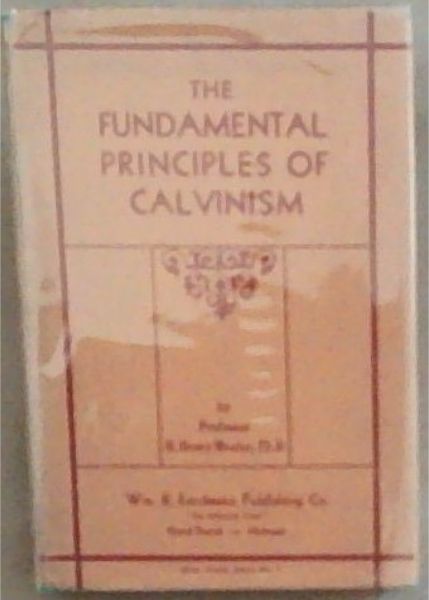 THE
FUNDAMENTAL
PRINCIPLES OF
CALVINISM
by
Professor
Wm. B. Eerdmans Publishing Co.
Grand Rapids — Michigan